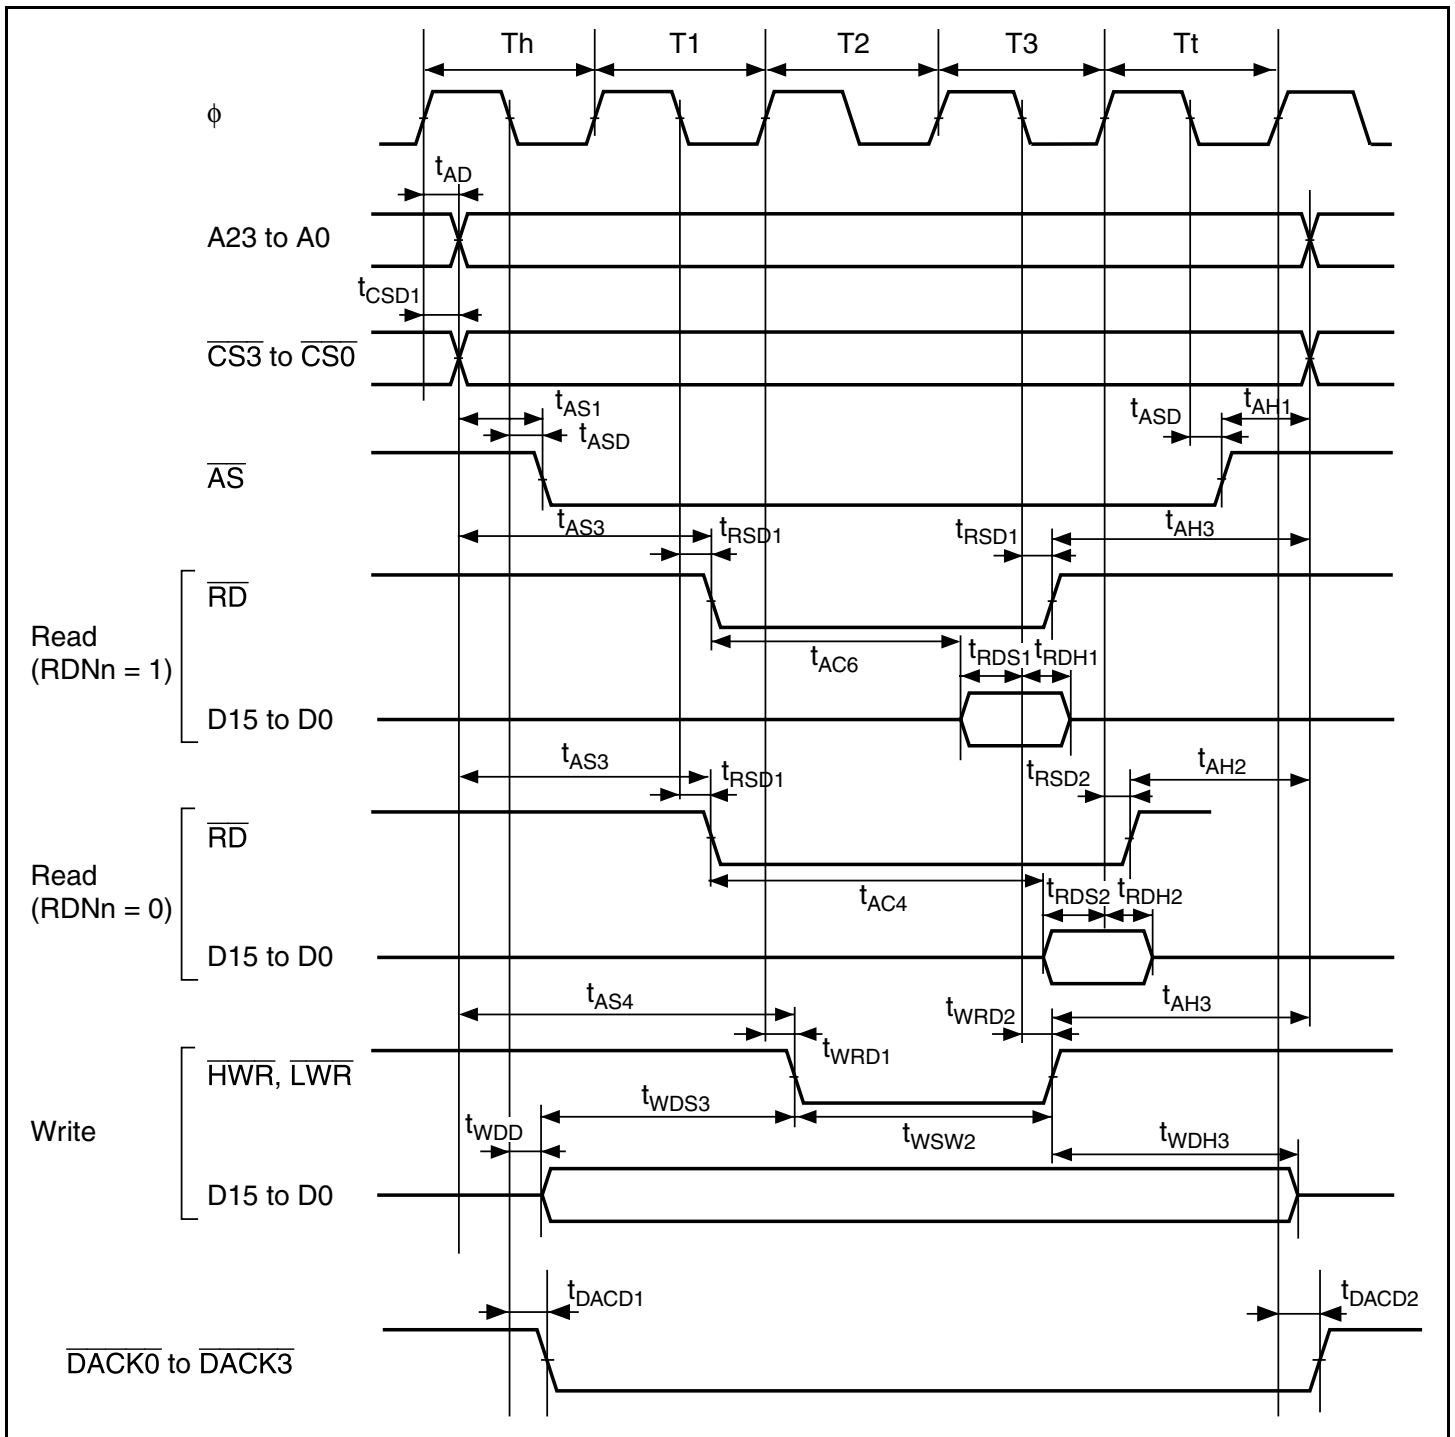 Th T1 T2 T3 Tt
ϕ
tAD
A23 to A0
tCSD1
CS3 to CS0
tAS1 tASD tASD tAH1
AS
tAS3 tRSD1 tRSD1 tAH3
RD
Read
(RDNn = 1)
tAC6 tRDS1 tRDH1
D15 to D0
tAS3 tRSD1 tRSD2 tAH2
RD
Read
(RDNn = 0)
tAC4 tRDS2 tRDH2
D15 to D0
tAS4 tWRD1 tWRD2 tAH3
HWR, LWR
Write
tWDD tWDS3 tWSW2 tWDH3
D15 to D0
tDACD1 tDACD2
DACK0 to DACK3